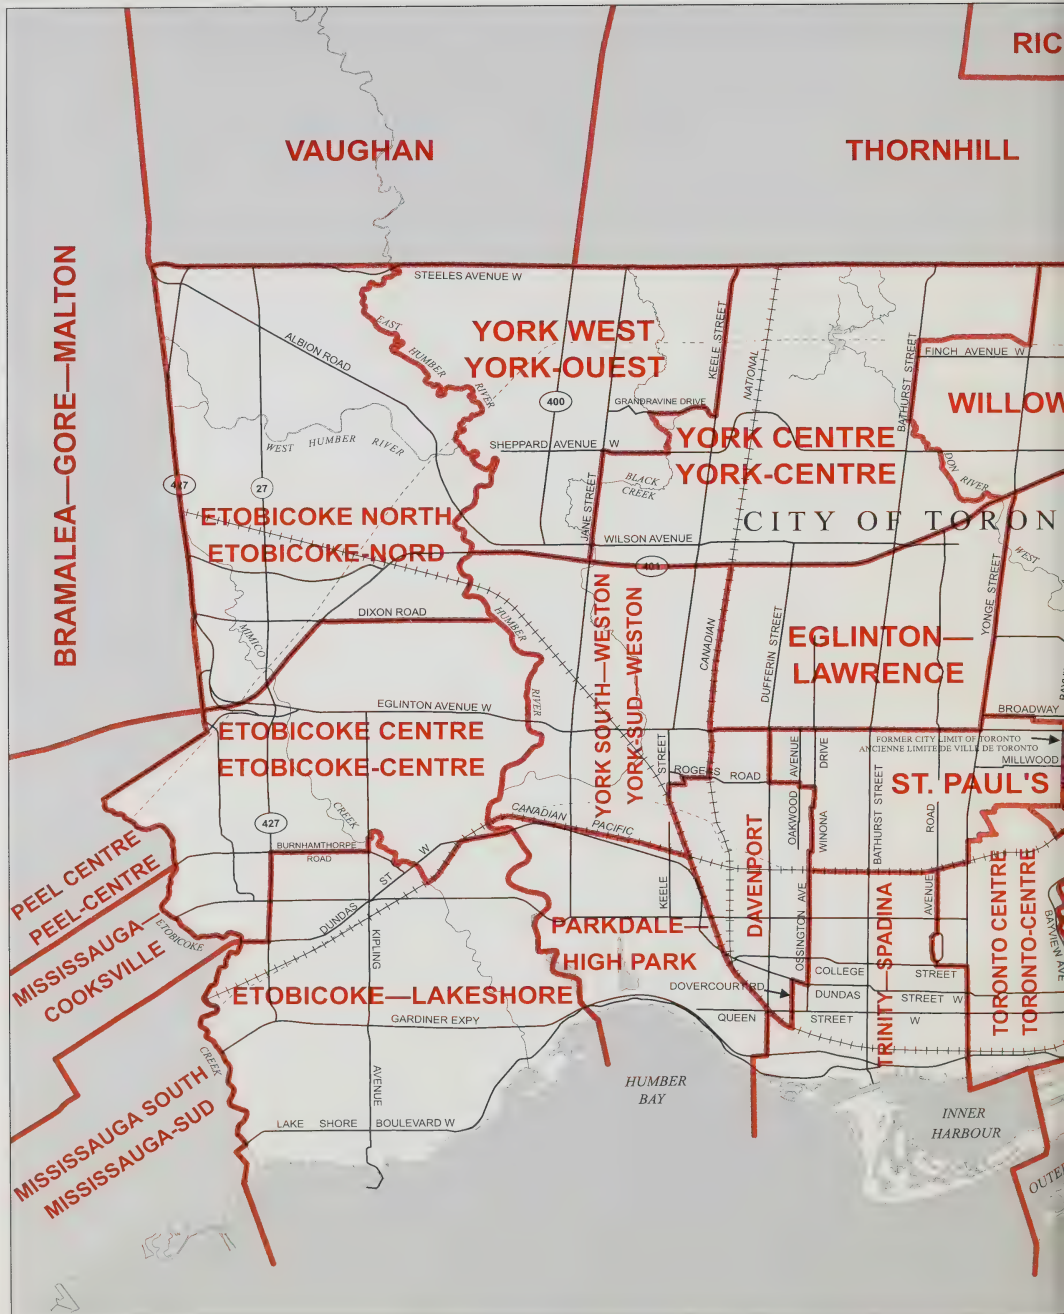 RIC
VAUGHAN
THORNHILL
BRAMALEA—GORE—MALTON
STEELES AVENUE W
ALBION ROAD
EAST
HUMBER
RIVER
YORK WEST
YORK-OUEST
KEELE STREET
NATIONAL
BATHURST STREET
FINCH AVENUE W
400
GRANDRAVINE DRIVE
WILLOW
WEST HUMBER RIVER
SHEPPARD AVENUE W
YORK CENTRE
YORK-CENTRE
BLACK
CREEK
DON RIVER
427
27
JANE STREET
ETOBICOKE NORTH
ETOBICOKE-NORD
CITY OF TORON
WILSON AVENUE
401
WEST
YONGE STREET
DIXON ROAD
HUMBER
RIVER
MIMICO
CREEK
YORK SOUTH—WESTON
YORK-SUD—WESTON
CANADIAN
DUFFERIN STREET
EGLINTON—
LAWRENCE
EGLINTON AVENUE W
BROADWAY
ETOBICOKE CENTRE
ETOBICOKE-CENTRE
STREET
ROGERS ROAD
AVENUE
OAKWOOD
DRIVE
WINONA
FORMER CITY LIMIT OF TORONTO
ANCIENNE LIMITE DE VILLE DE TORONTO
MILLWOOD
ST. PAUL'S
BATHURST STREET
ROAD
AVENUE
427
BURNHAMTHORPE
ROAD
CANADIAN
PACIFIC
PEEL CENTRE
PEEL-CENTRE
DUNDAS ST W
KEELE
DAVENPORT
OSSINGTON AVE
TRINITY—SPADINA
TORONTO CENTRE
TORONTO-CENTRE
BAYVIEW AVE
MISSISSAUGA—
COOKSVILLE
ETOBICOKE
CREEK
KIPLING
AVENUE
PARKDALE—
HIGH PARK
COLLEGE STREET
DOVERCOURT RD
DUNDAS STREET W
QUEEN STREET W
ETOBICOKE—LAKESHORE
GARDINER EXPY
MISSISSAUGA SOUTH
MISSISSAUGA-SUD
HUMBER
BAY
LAKE SHORE BOULEVARD W
INNER
HARBOUR
OUTE